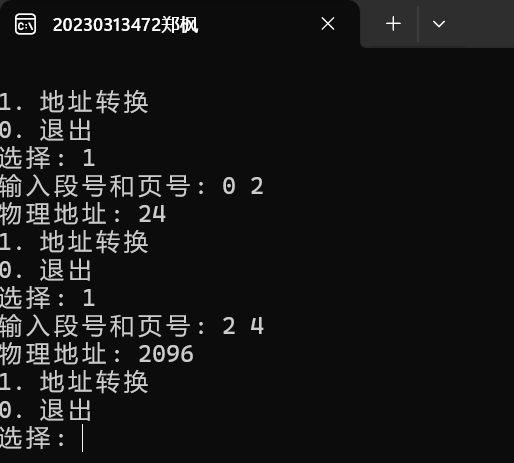 20230313472郑枫
1. 地址转换
0. 退出
选择: 1
输入段号和页号: 0 2
物理地址: 24
1. 地址转换
0. 退出
选择: 1
输入段号和页号: 2 4
物理地址: 2096
1. 地址转换
0. 退出
选择: